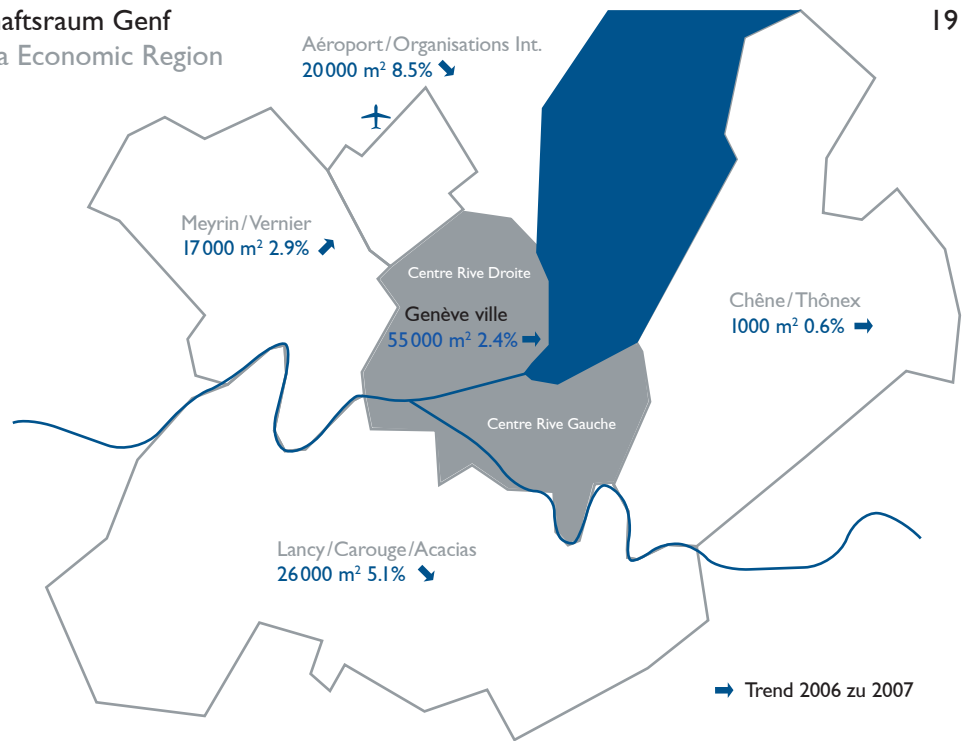 aftsraum Genf
19
a Economic Region
Aéroport/Organisations Int.
20000 m² 8.5%
Meyrin/Vernier
17000 m² 2.9%
Centre Rive Droite
Genève ville
55000 m² 2.4%
Chêne/Thônex
1000 m² 0.6%
Centre Rive Gauche
Lancy/Carouge/Acacias
26000 m² 5.1%
Trend 2006 zu 2007